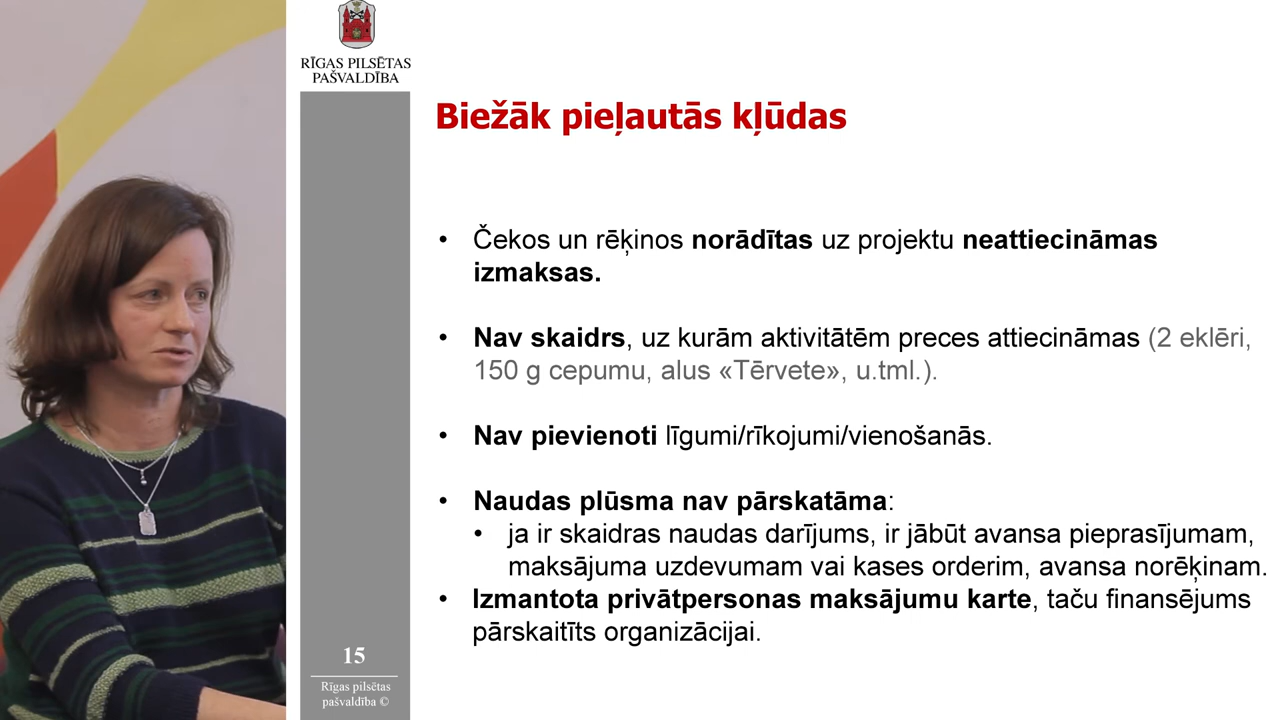 RĪGAS PILSĒTAS
PAŠVALDĪBA
Biežāk pieļautās kļūdas
• Čekos un rēķinos norādītas uz projektu neattiecināmas
izmaksas.
• Nav skaidrs, uz kurām aktivitātēm preces attiecināmas (2 eklēri,
150 g cepumu, alus «Tērvete», u.tml.).
• Nav pievienoti līgumi/rīkojumi/vienošanās.
• Naudas plūsma nav pārskatāma:
• ja ir skaidras naudas darījums, ir jābūt avansa pieprasījumam,
maksājuma uzdevumam vai kases orderim, avansa norēķinam.
• Izmantota privātpersonas maksājumu karte, taču finansējums
pārskaitīts organizācijai.
15
Rīgas pilsētas
pašvaldība ©